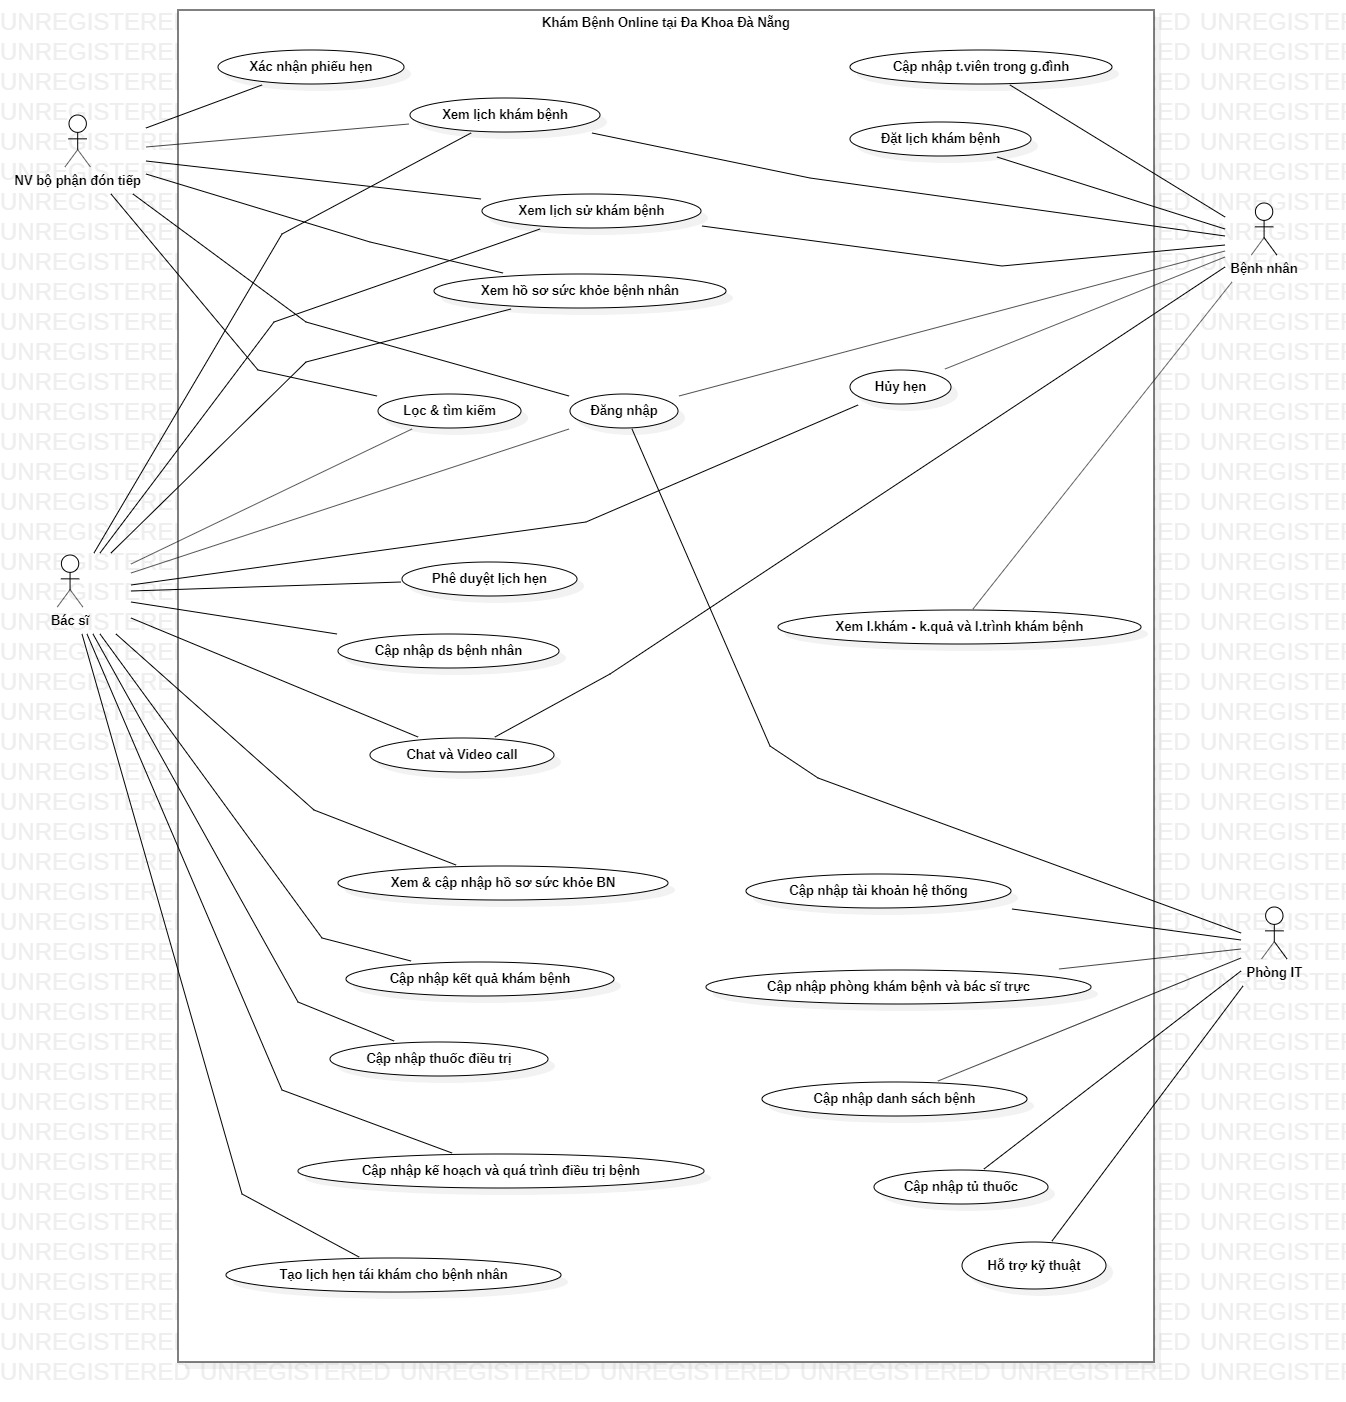 Khám Bệnh Online tại Đa Khoa Đà Nẵng
Xác nhận phiếu hẹn
Cập nhập t.viên trong g.đình
Xem lịch khám bệnh
Đặt lịch khám bệnh
NV bộ phận đón tiếp
Xem lịch sử khám bệnh
Bệnh nhân
Xem hồ sơ sức khỏe bệnh nhân
Hủy hẹn
Lọc & tìm kiếm
Đăng nhập
Phê duyệt lịch hẹn
Bác sĩ
Xem l.khám - k.quả và l.trình khám bệnh
Cập nhập ds bệnh nhân
Chat và Video call
Xem & cập nhập hồ sơ sức khỏe BN
Cập nhập tài khoản hệ thống
Phòng IT
Cập nhập kết quả khám bệnh
Cập nhập phòng khám bệnh và bác sĩ trực
Cập nhập thuốc điều trị
Cập nhập danh sách bệnh
Cập nhập kế hoạch và quá trình điều trị bệnh
Cập nhập tủ thuốc
Tạo lịch hẹn tái khám cho bệnh nhân
Hỗ trợ kỹ thuật
UNREGISTERED UNREGISTERED UNREGISTERED UNREGISTERED UNREGISTERED UNREGISTERED UNREGISTERED